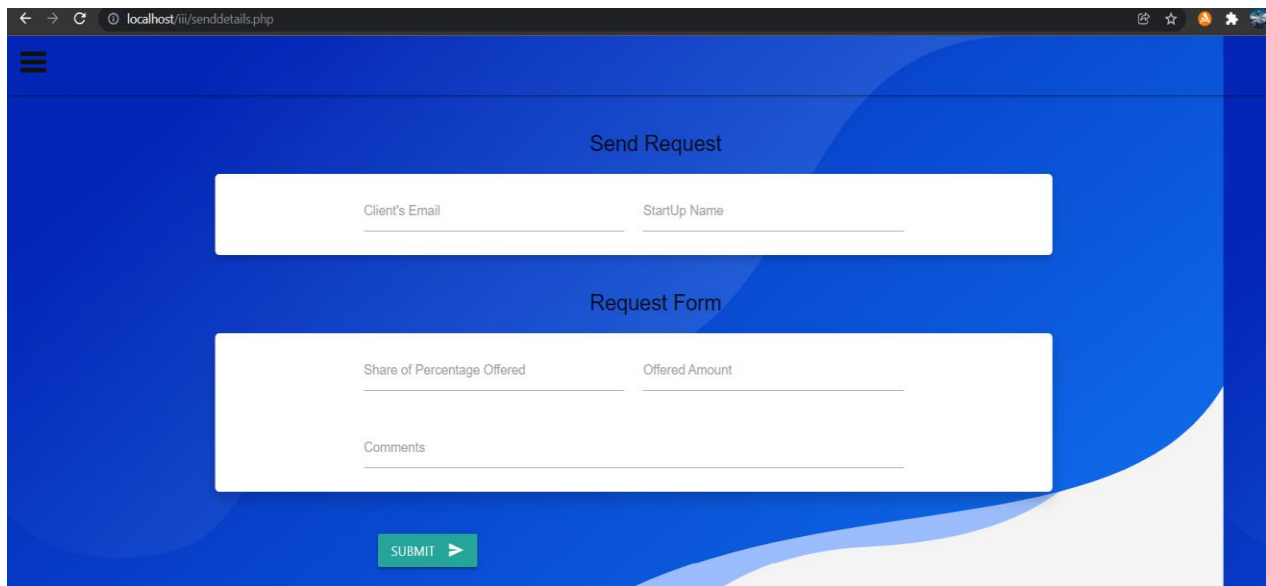 localhost/iii/senddetails.php
Send Request
Client's Email StartUp Name
Request Form
Share of Percentage Offered Offered Amount
Comments
SUBMIT